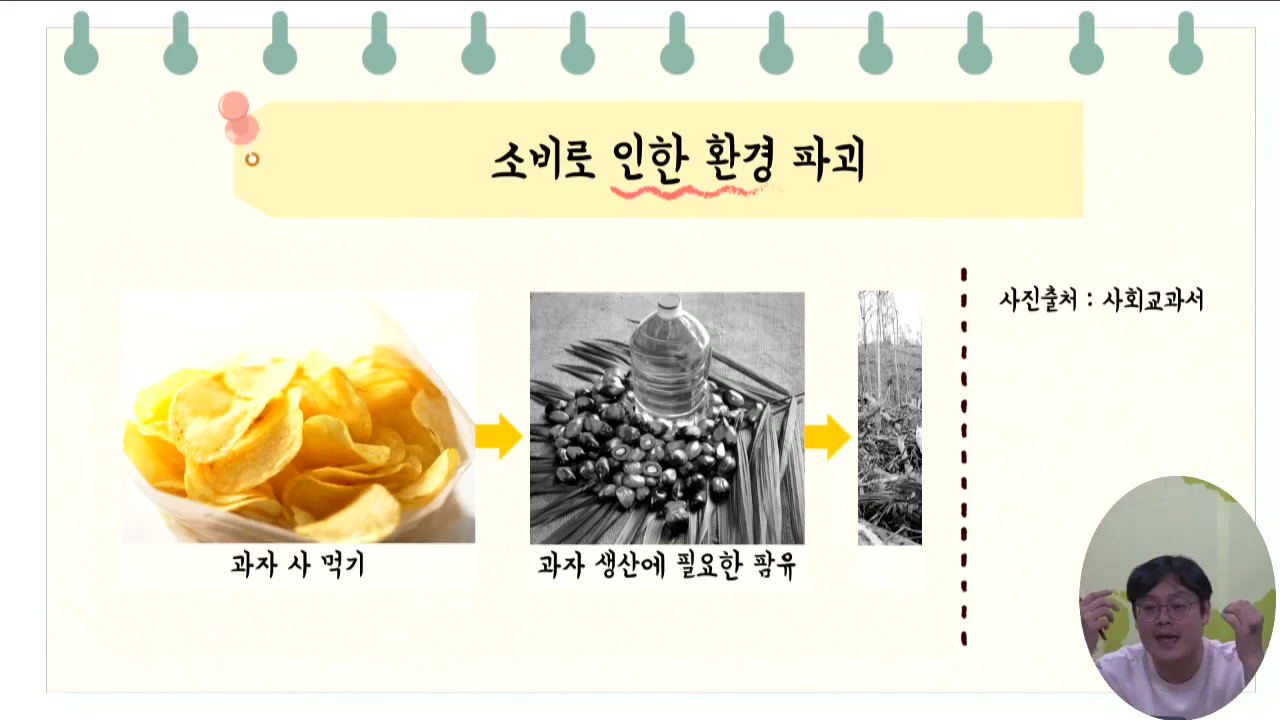 소비로 인한 환경 파괴
사진출처 : 사회교과서
과자 사 먹기
과자 생산에 필요한 팜유